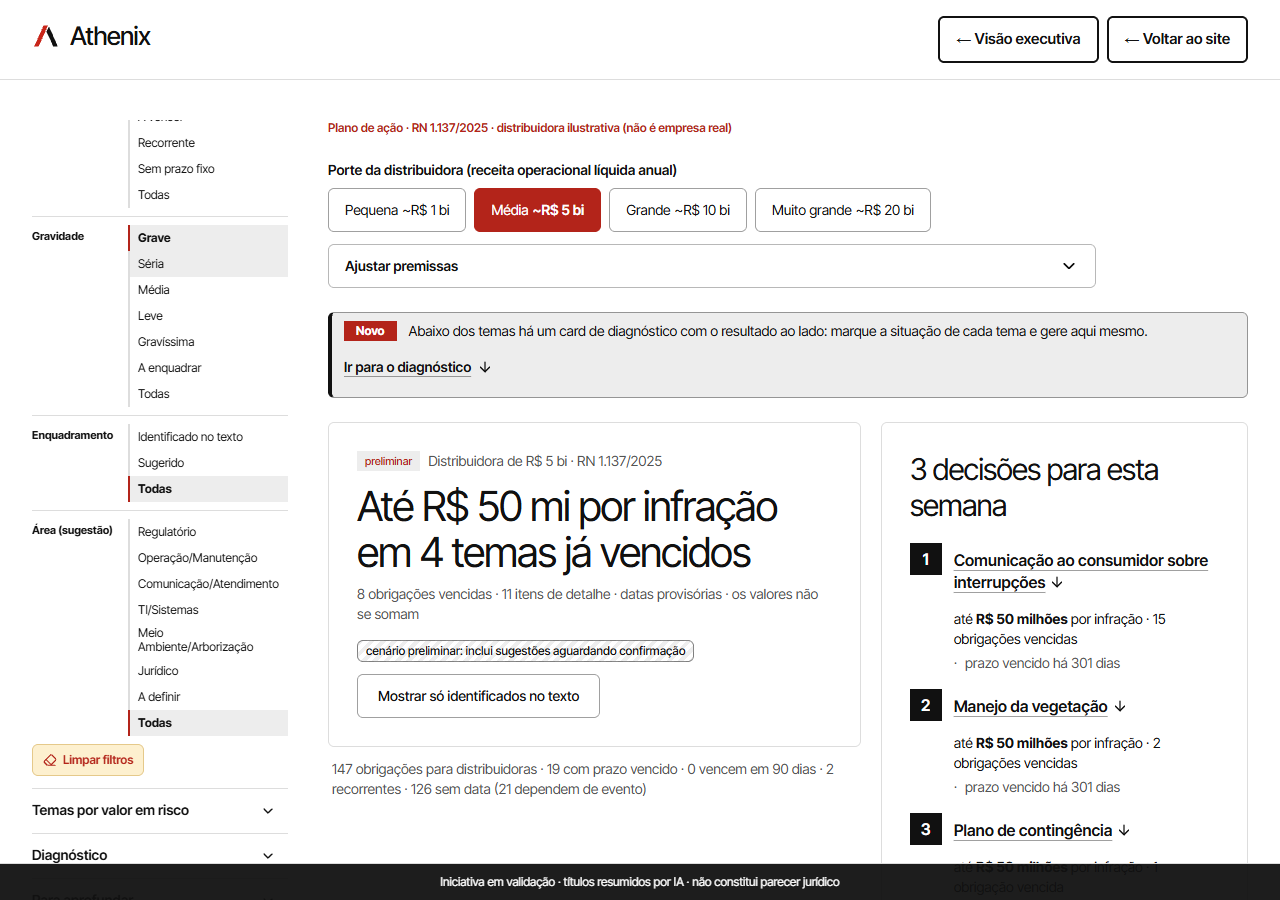 Athenix
← Visão executiva
← Voltar ao site
Recorrente
Sem prazo fixo
Todas
Gravidade
Grave
Séria
Média
Leve
Gravíssima
A enquadrar
Todas
Enquadramento
Identificado no texto
Sugerido
Todas
Área (sugestão)
Regulatório
Operação/Manutenção
Comunicação/Atendimento
TI/Sistemas
Meio
Ambiente/Arborização
Jurídico
A definir
Todas
Limpar filtros
Temas por valor em risco
Diagnóstico
Plano de ação · RN 1.137/2025 · distribuidora ilustrativa (não é empresa real)
Porte da distribuidora (receita operacional líquida anual)
Pequena ~R$ 1 bi
Média ~R$ 5 bi
Grande ~R$ 10 bi
Muito grande ~R$ 20 bi
Ajustar premissas
Novo Abaixo dos temas há um card de diagnóstico com o resultado ao lado: marque a situação de cada tema e gere aqui mesmo.
Ir para o diagnóstico ↓
preliminar Distribuidora de R$ 5 bi · RN 1.137/2025
Até R$ 50 mi por infração
em 4 temas já vencidos
8 obrigações vencidas · 11 itens de detalhe · datas provisórias · os valores não
se somam
cenário preliminar: inclui sugestões aguardando confirmação
Mostrar só identificados no texto
147 obrigações para distribuidoras · 19 com prazo vencido · 0 vencem em 90 dias · 2
recorrentes · 126 sem data (21 dependem de evento)
3 decisões para esta
semana
1 Comunicação ao consumidor sobre
interrupções ↓
até R$ 50 milhões por infração · 15
obrigações vencidas
· prazo vencido há 301 dias
2 Manejo da vegetação ↓
até R$ 50 milhões por infração · 2
obrigações vencidas
· prazo vencido há 301 dias
3 Plano de contingência ↓
até R$ 50 milhões por infração · 1
obrigação vencida
Iniciativa em validação · títulos resumidos por IA · não constitui parecer jurídico